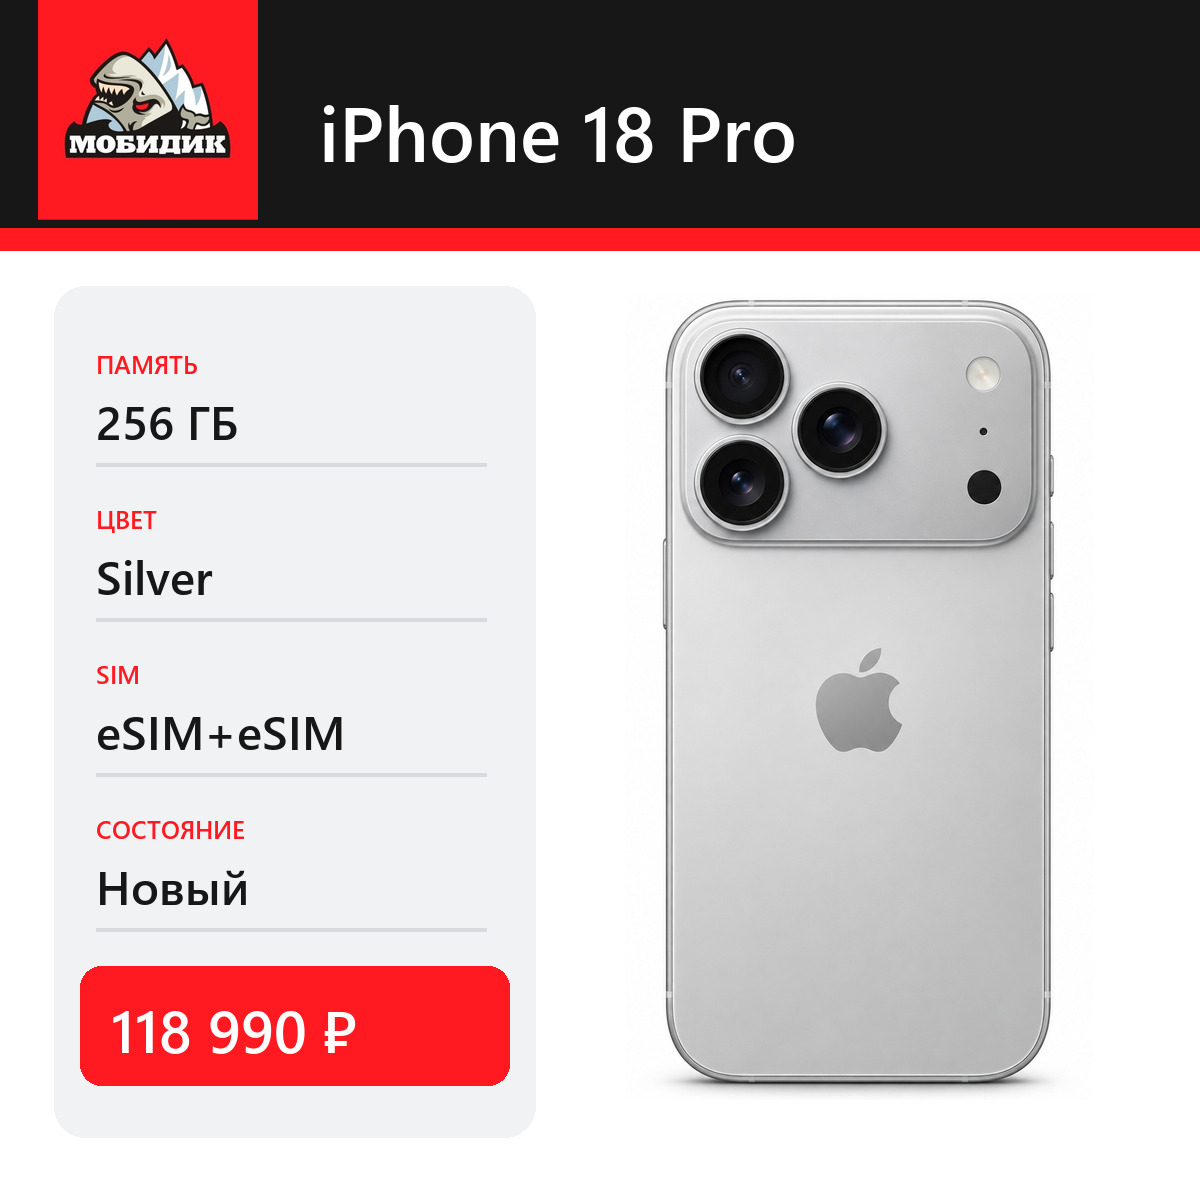 МОБИДИК
iPhone 18 Pro
ПАМЯТЬ
256 ГБ
ЦВЕТ
Silver
SIM
eSIM+eSIM
СОСТОЯНИЕ
Новый
118 990 ₽